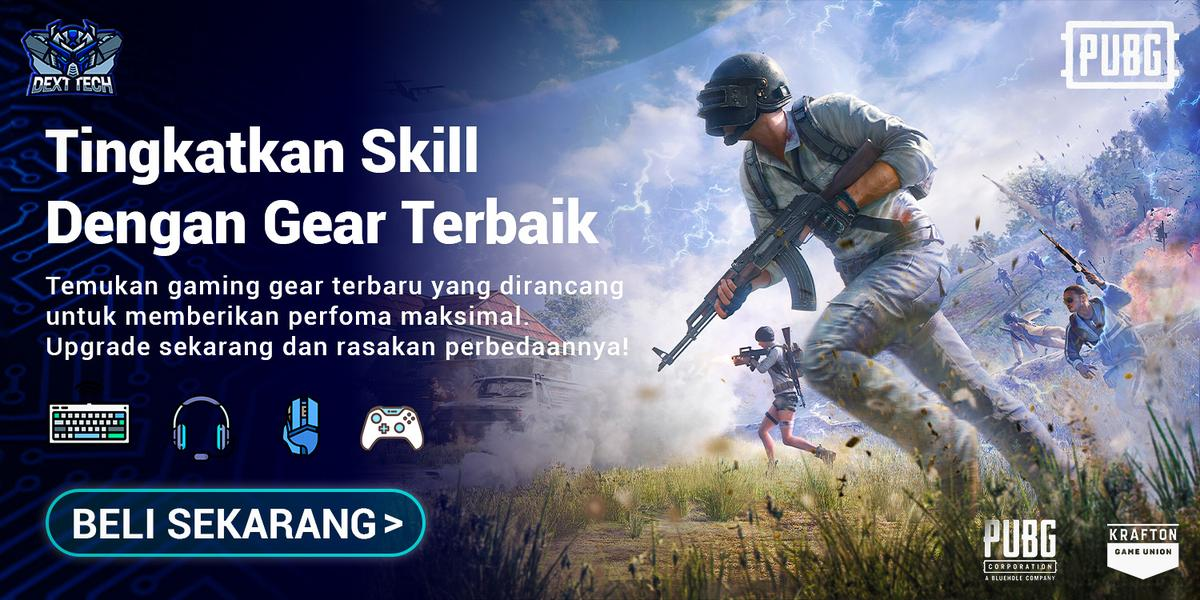 DEXT TECH
PUBG
Tingkatkan Skill
Dengan Gear Terbaik
Temukan gaming gear terbaru yang dirancang
untuk memberikan perfoma maksimal.
Upgrade sekarang dan rasakan perbedaannya!
E
BELI SEKARANG >
PUBG
CORPORATION
A BLUEHOLE COMPANY
KRAFTON
GAME UNION